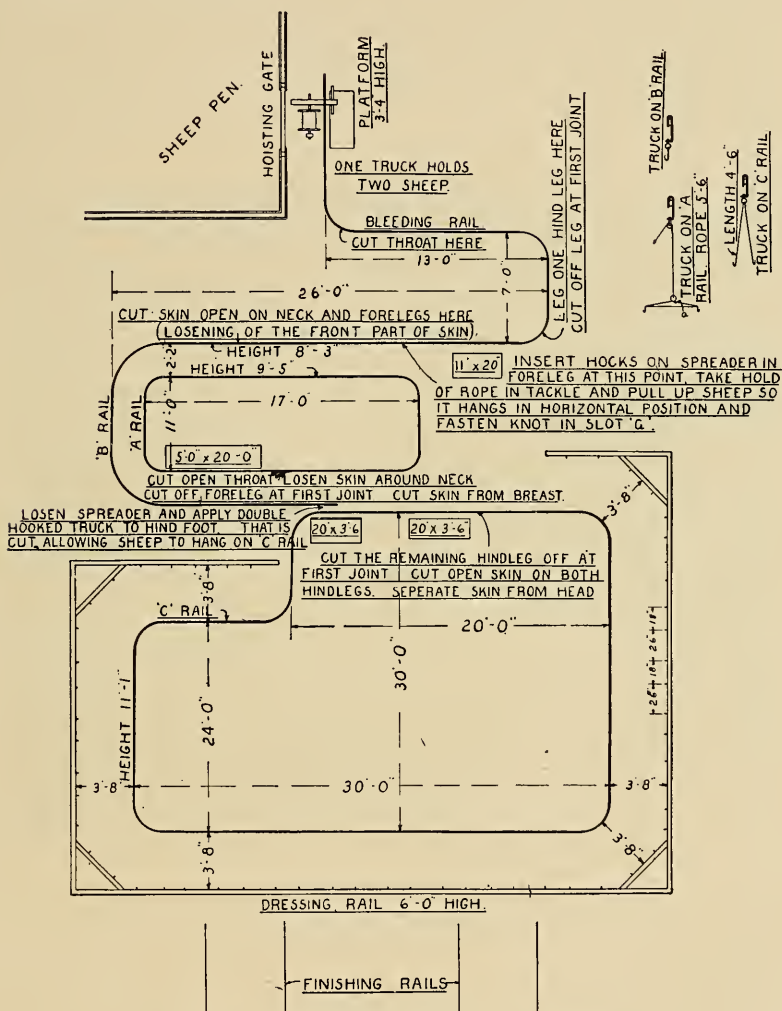 SHEEP PEN.
HOISTING GATE
PLATFORM
3'-4" HIGH.
ONE TRUCK HOLDS
TWO SHEEP.
BLEEDING RAIL
CUT THROAT HERE
13'-0"
7'-0"
LEG ONE HIND LEG HERE
CUT OFF LEG AT FIRST JOINT
TRUCK ON 'B' RAIL.
TRUCK ON 'A'
RAIL. ROPE 5'-6"
LENGTH 4'-6"
TRUCK ON 'C' RAIL
26'-0"
CUT SKIN OPEN ON NECK AND FORELEGS HERE
(LOSENING, OF THE FRONT PART OF SKIN).
HEIGHT 8'-3"
2'-2"
HEIGHT 9'-5"
11" x 20"
INSERT HOCKS ON SPREADER IN
FORELEG AT THIS POINT, TAKE HOLD
OF ROPE IN TACKLE AND PULL UP SHEEP SO
IT HANGS IN HORIZONTAL POSITION AND
FASTEN KNOT IN SLOT 'G'.
'B' RAIL
'A' RAIL
11'-0"
17'-0"
5'-0" x 20'-0
CUT OPEN THROAT LOSEN SKIN AROUND NECK
CUT OFF, FORELEG AT FIRST JOINT CUT SKIN FROM BREAST.
LOSEN SPREADER AND APPLY DOUBLE
HOOKED TRUCK TO HIND FOOT. THAT IS
CUT, ALLOWING SHEEP TO HANG ON 'C' RAIL
20" x 3'-6
20" x 3'-6"
3'-8"
CUT THE REMAINING HINDLEG OFF AT
FIRST JOINT CUT OPEN SKIN ON BOTH
HINDLEGS. SEPERATE SKIN FROM HEAD
3'-8"
'C' RAIL
20'-0"
30'-0"
26" 18" 26" 18"
HEIGHT 11'-1"
24'-0"
3'-8"
30'-0"
3'-8"
3'-8"
3'-8"
DRESSING, RAIL 6'-0" HIGH.
FINISHING RAILS